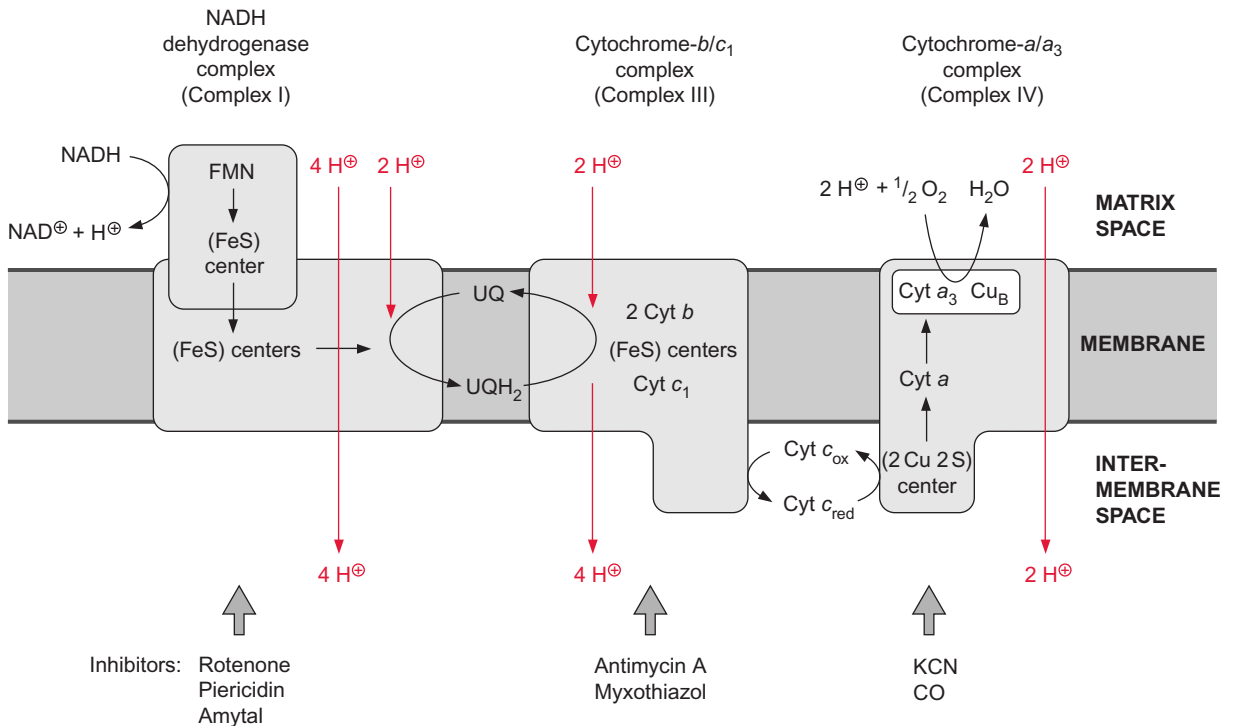 NADH
dehydrogenase
complex
(Complex I)
Cytochrome-b/c₁
complex
(Complex III)
Cytochrome-a/a₃
complex
(Complex IV)
NADH
NAD⊕ + H⊕
FMN
(FeS)
center
(FeS) centers
4 H⊕
2 H⊕
UQ
UQH₂
2 H⊕
2 Cyt b
(FeS) centers
Cyt c₁
2 H⊕ + ¹/₂ O₂
H₂O
2 H⊕
Cyt a₃ Cu_B
Cyt a
(2 Cu 2 S)
center
Cyt c_ox
Cyt c_red
MATRIX
SPACE
MEMBRANE
INTER-
MEMBRANE
SPACE
4 H⊕
4 H⊕
2 H⊕
Inhibitors: Rotenone
Piericidin
Amytal
Antimycin A
Myxothiazol
KCN
CO